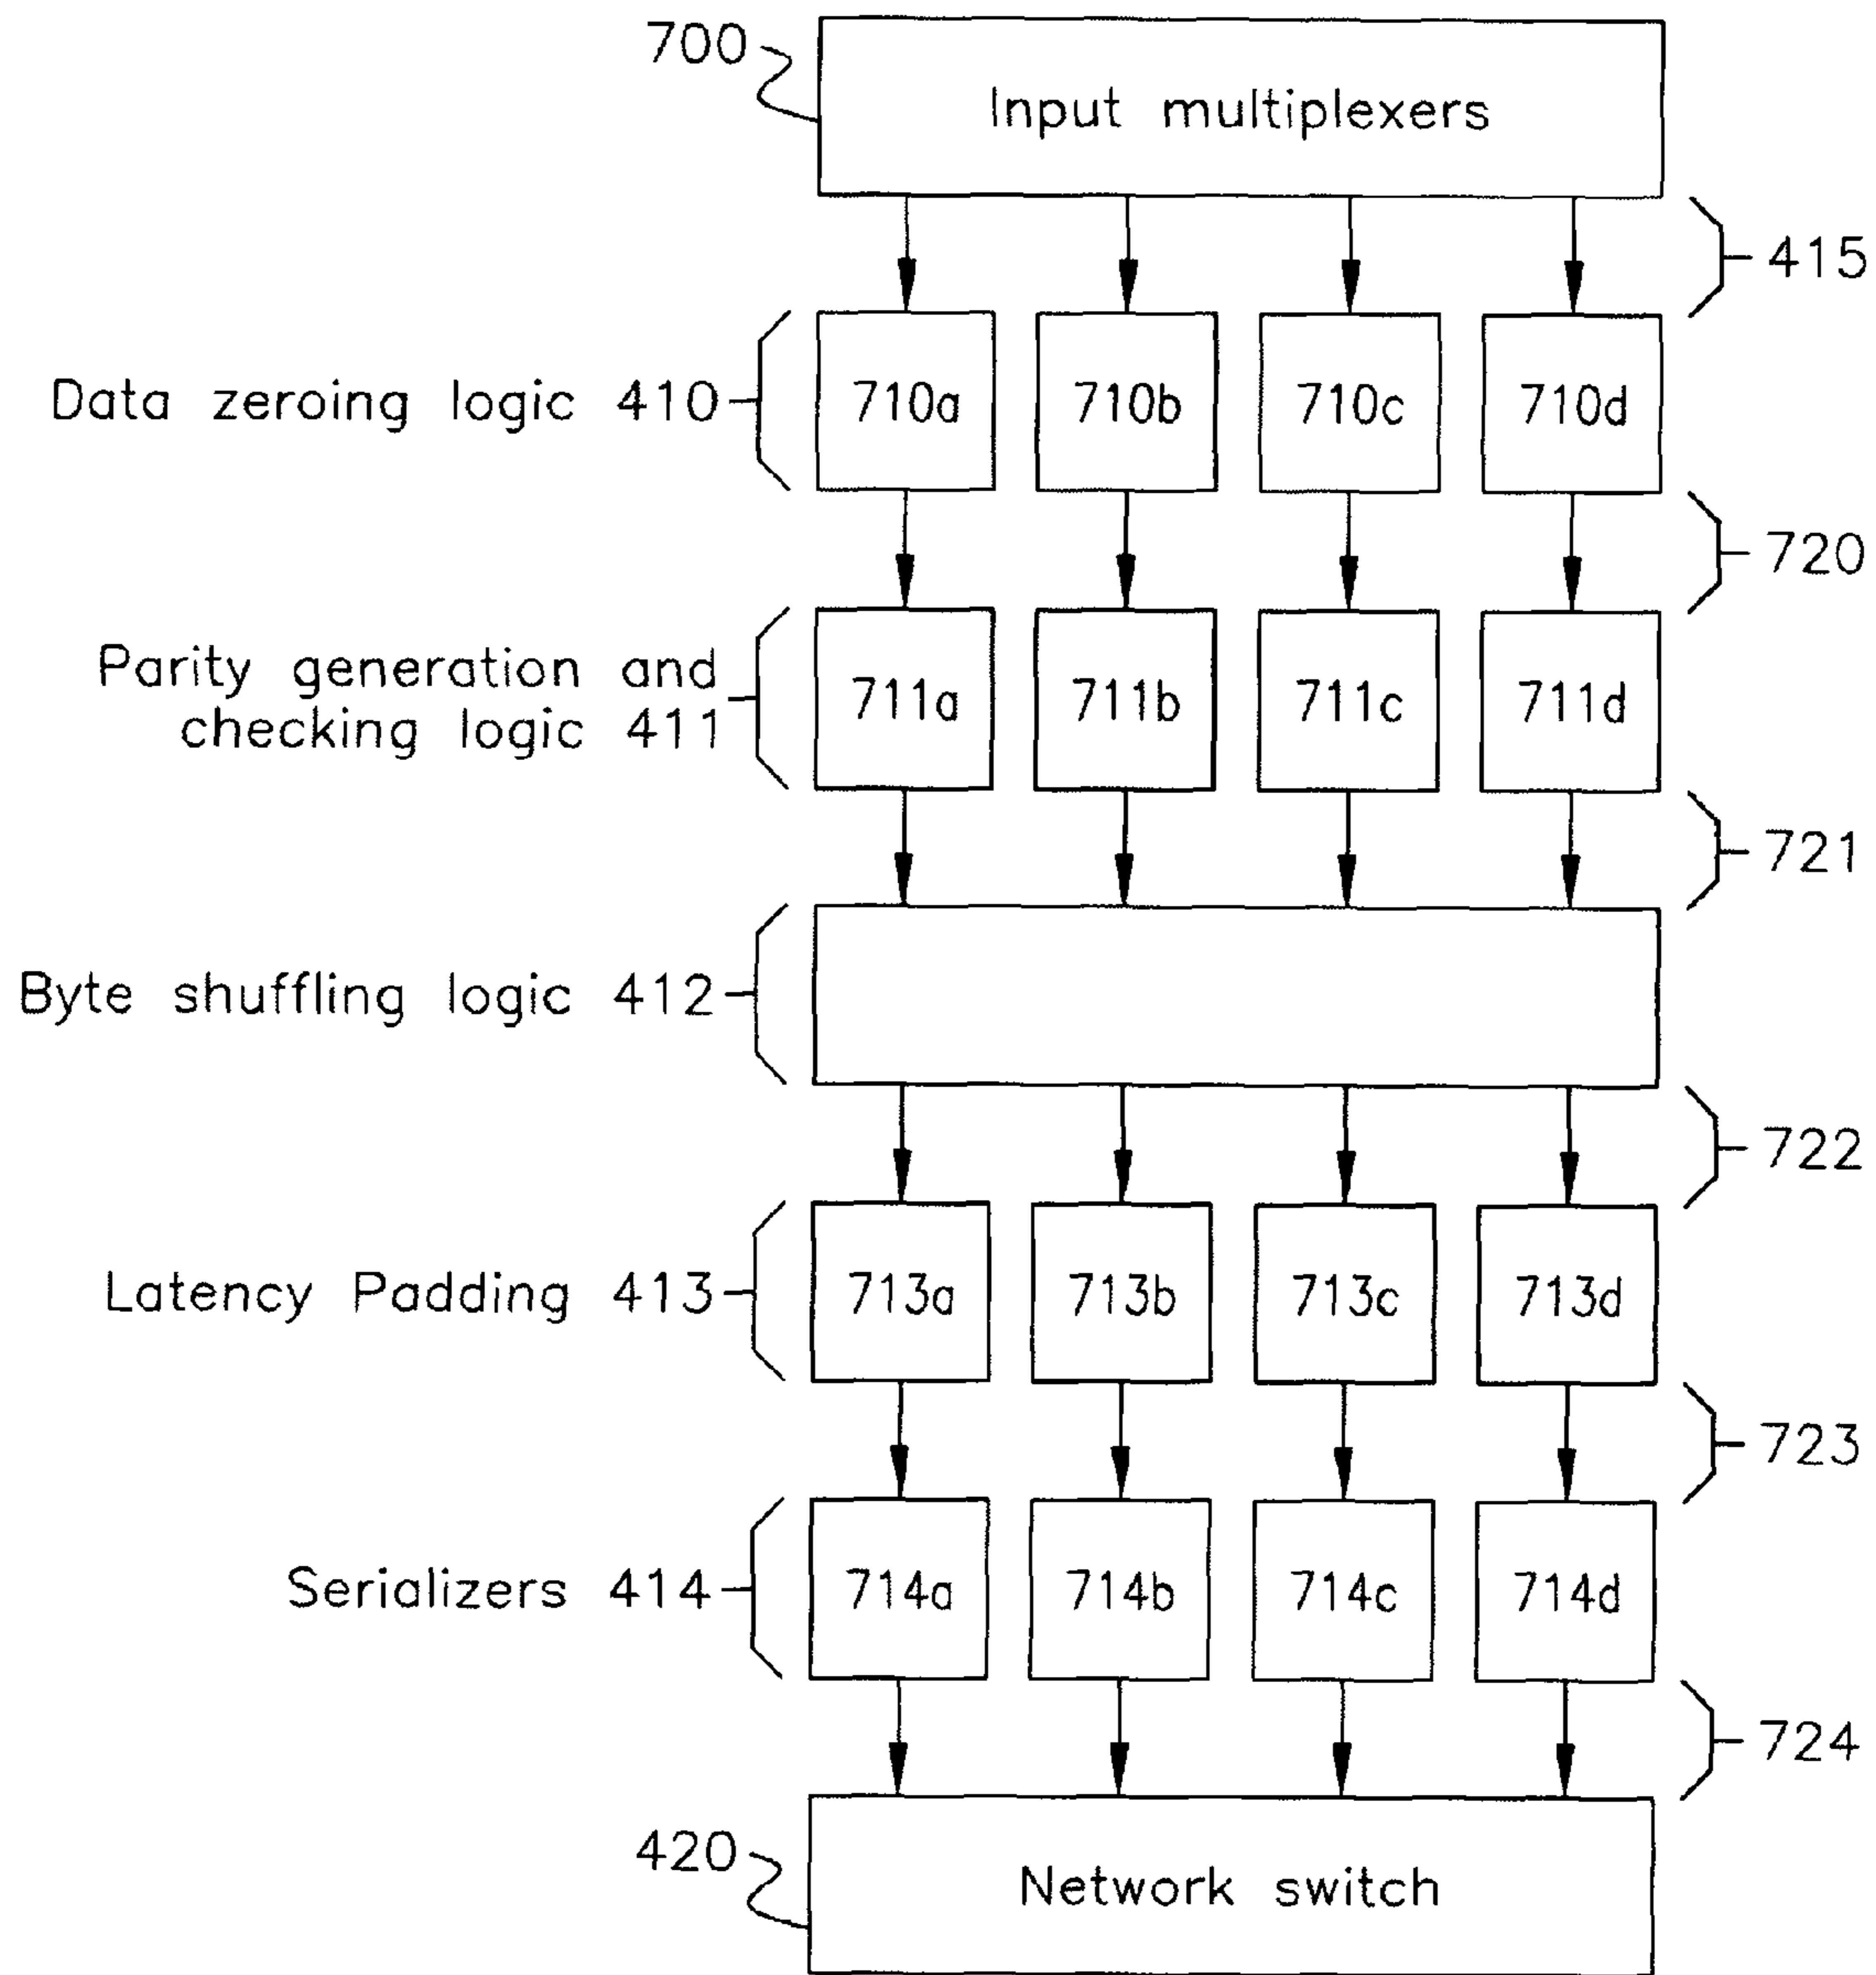 700
Input multiplexers
415
Data zeroing logic 410
710a 710b 710c 710d
720
Parity generation and
checking logic 411
711a 711b 711c 711d
721
Byte shuffling logic 412
722
Latency Padding 413
713a 713b 713c 713d
723
Serializers 414
714a 714b 714c 714d
724
420
Network switch